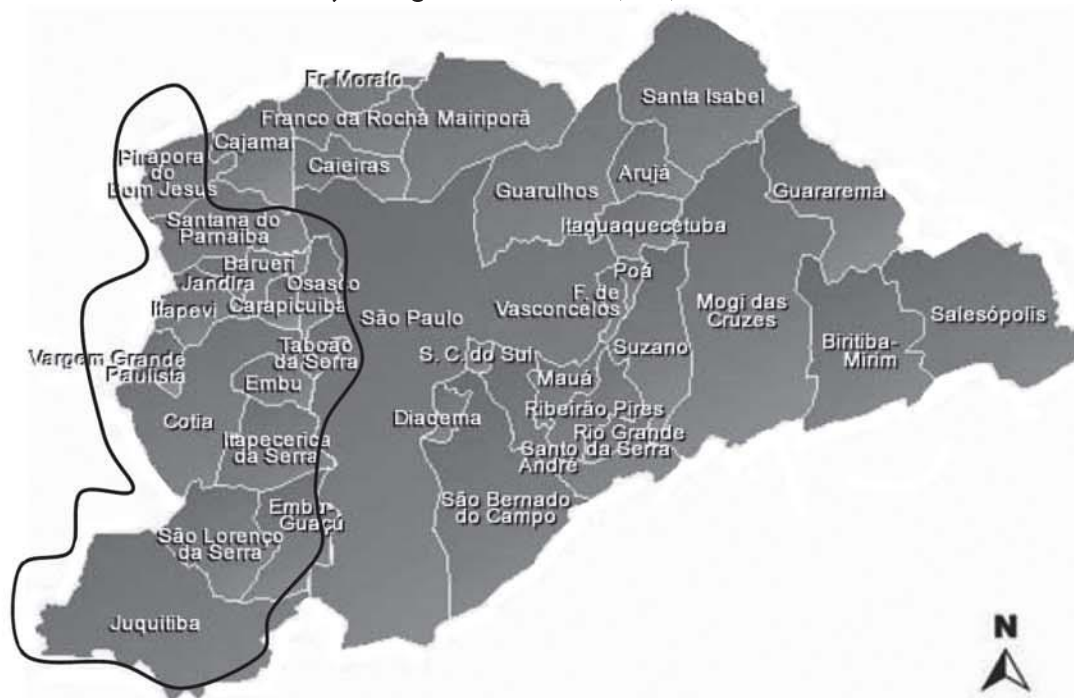 Fr. Morato
Santa Isabel
Franco da Rocha
Mairiporã
Cajamar
Pirapora
do
Bom Jesus
Caieiras
Guarulhos
Arujá
Guararema
Santana do
Parnaíba
Itaquaquecetuba
Barueri
Jandira
Osasco
Poá
Itapevi
Carapicuíba
F. de
Vasconcelos
São Paulo
Mogi das
Cruzes
Salesópolis
Biritiba-
Mirim
Vargem Grande
Paulista
Taboão
da Serra
S. C. do Sul
Suzano
Embu
Mauá
Cotia
Diadema
Ribeirão Pires
Itapecerica
da Serra
Rio Grande
da Serra
Santo
André
São Bernado
do Campo
Embu-
Guaçú
São Lorenço
da Serra
Juquitiba
N